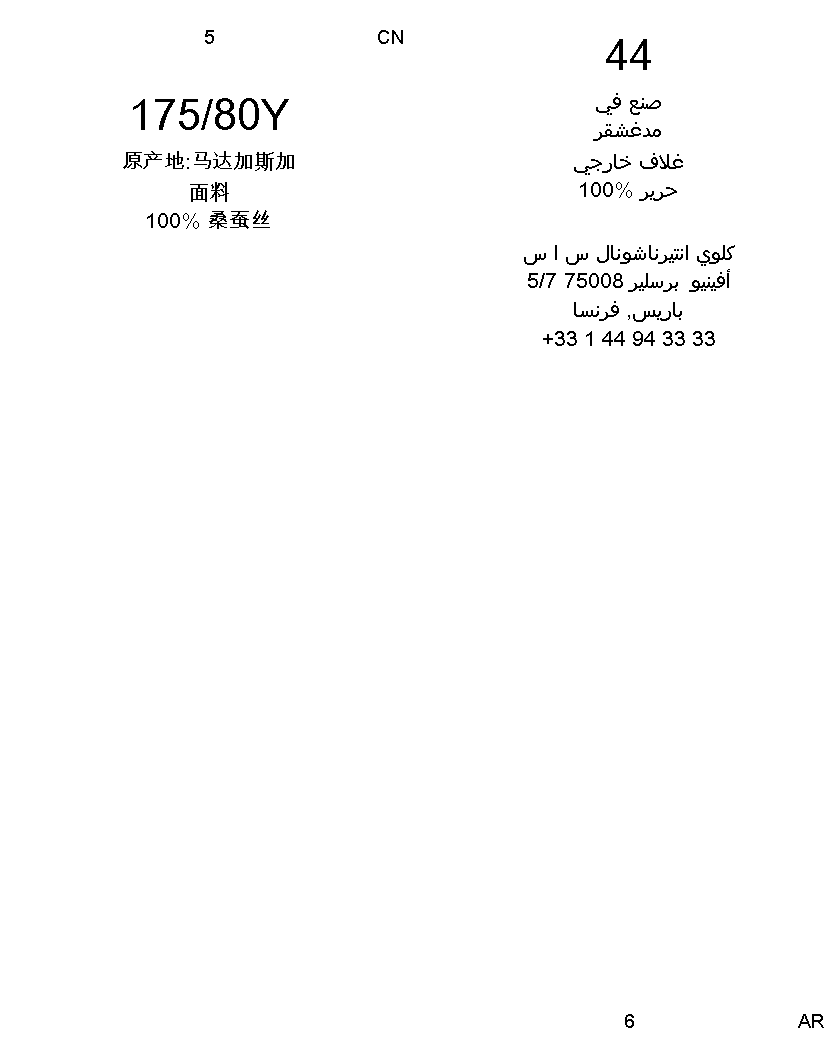 5
CN
175/80Y
原产地:马达加斯加
面料
100% 桑蚕丝
44
صنع في
مدغشقر
غلاف خارجي
100% حرير
كلوي انتيرناشونال س ا س
5/7 75008 أفينيو برسلير
باريس, فرنسا
+33 1 44 94 33 33
6
AR